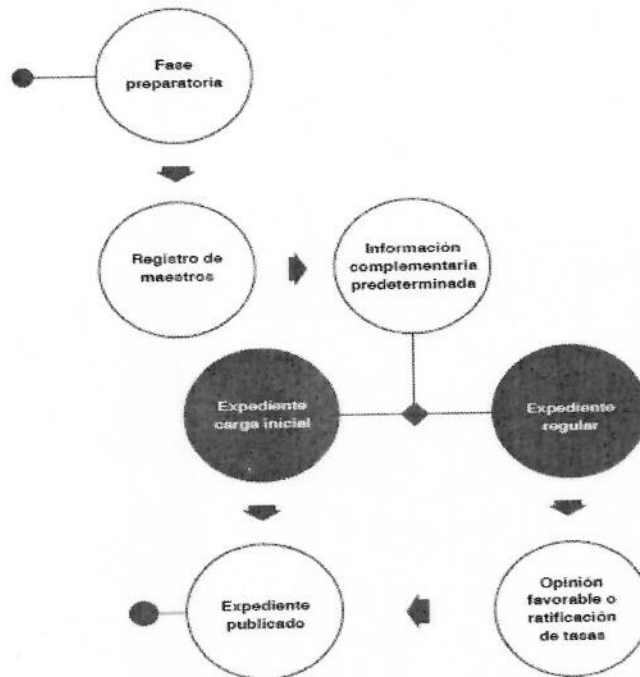 Fase
preparatoria
Registro de
maestros
Información
complementaria
predeterminada
Expediente
carga inicial
Expediente
regular
Expediente
publicado
Opinión
favorable o
ratificación
de tasas